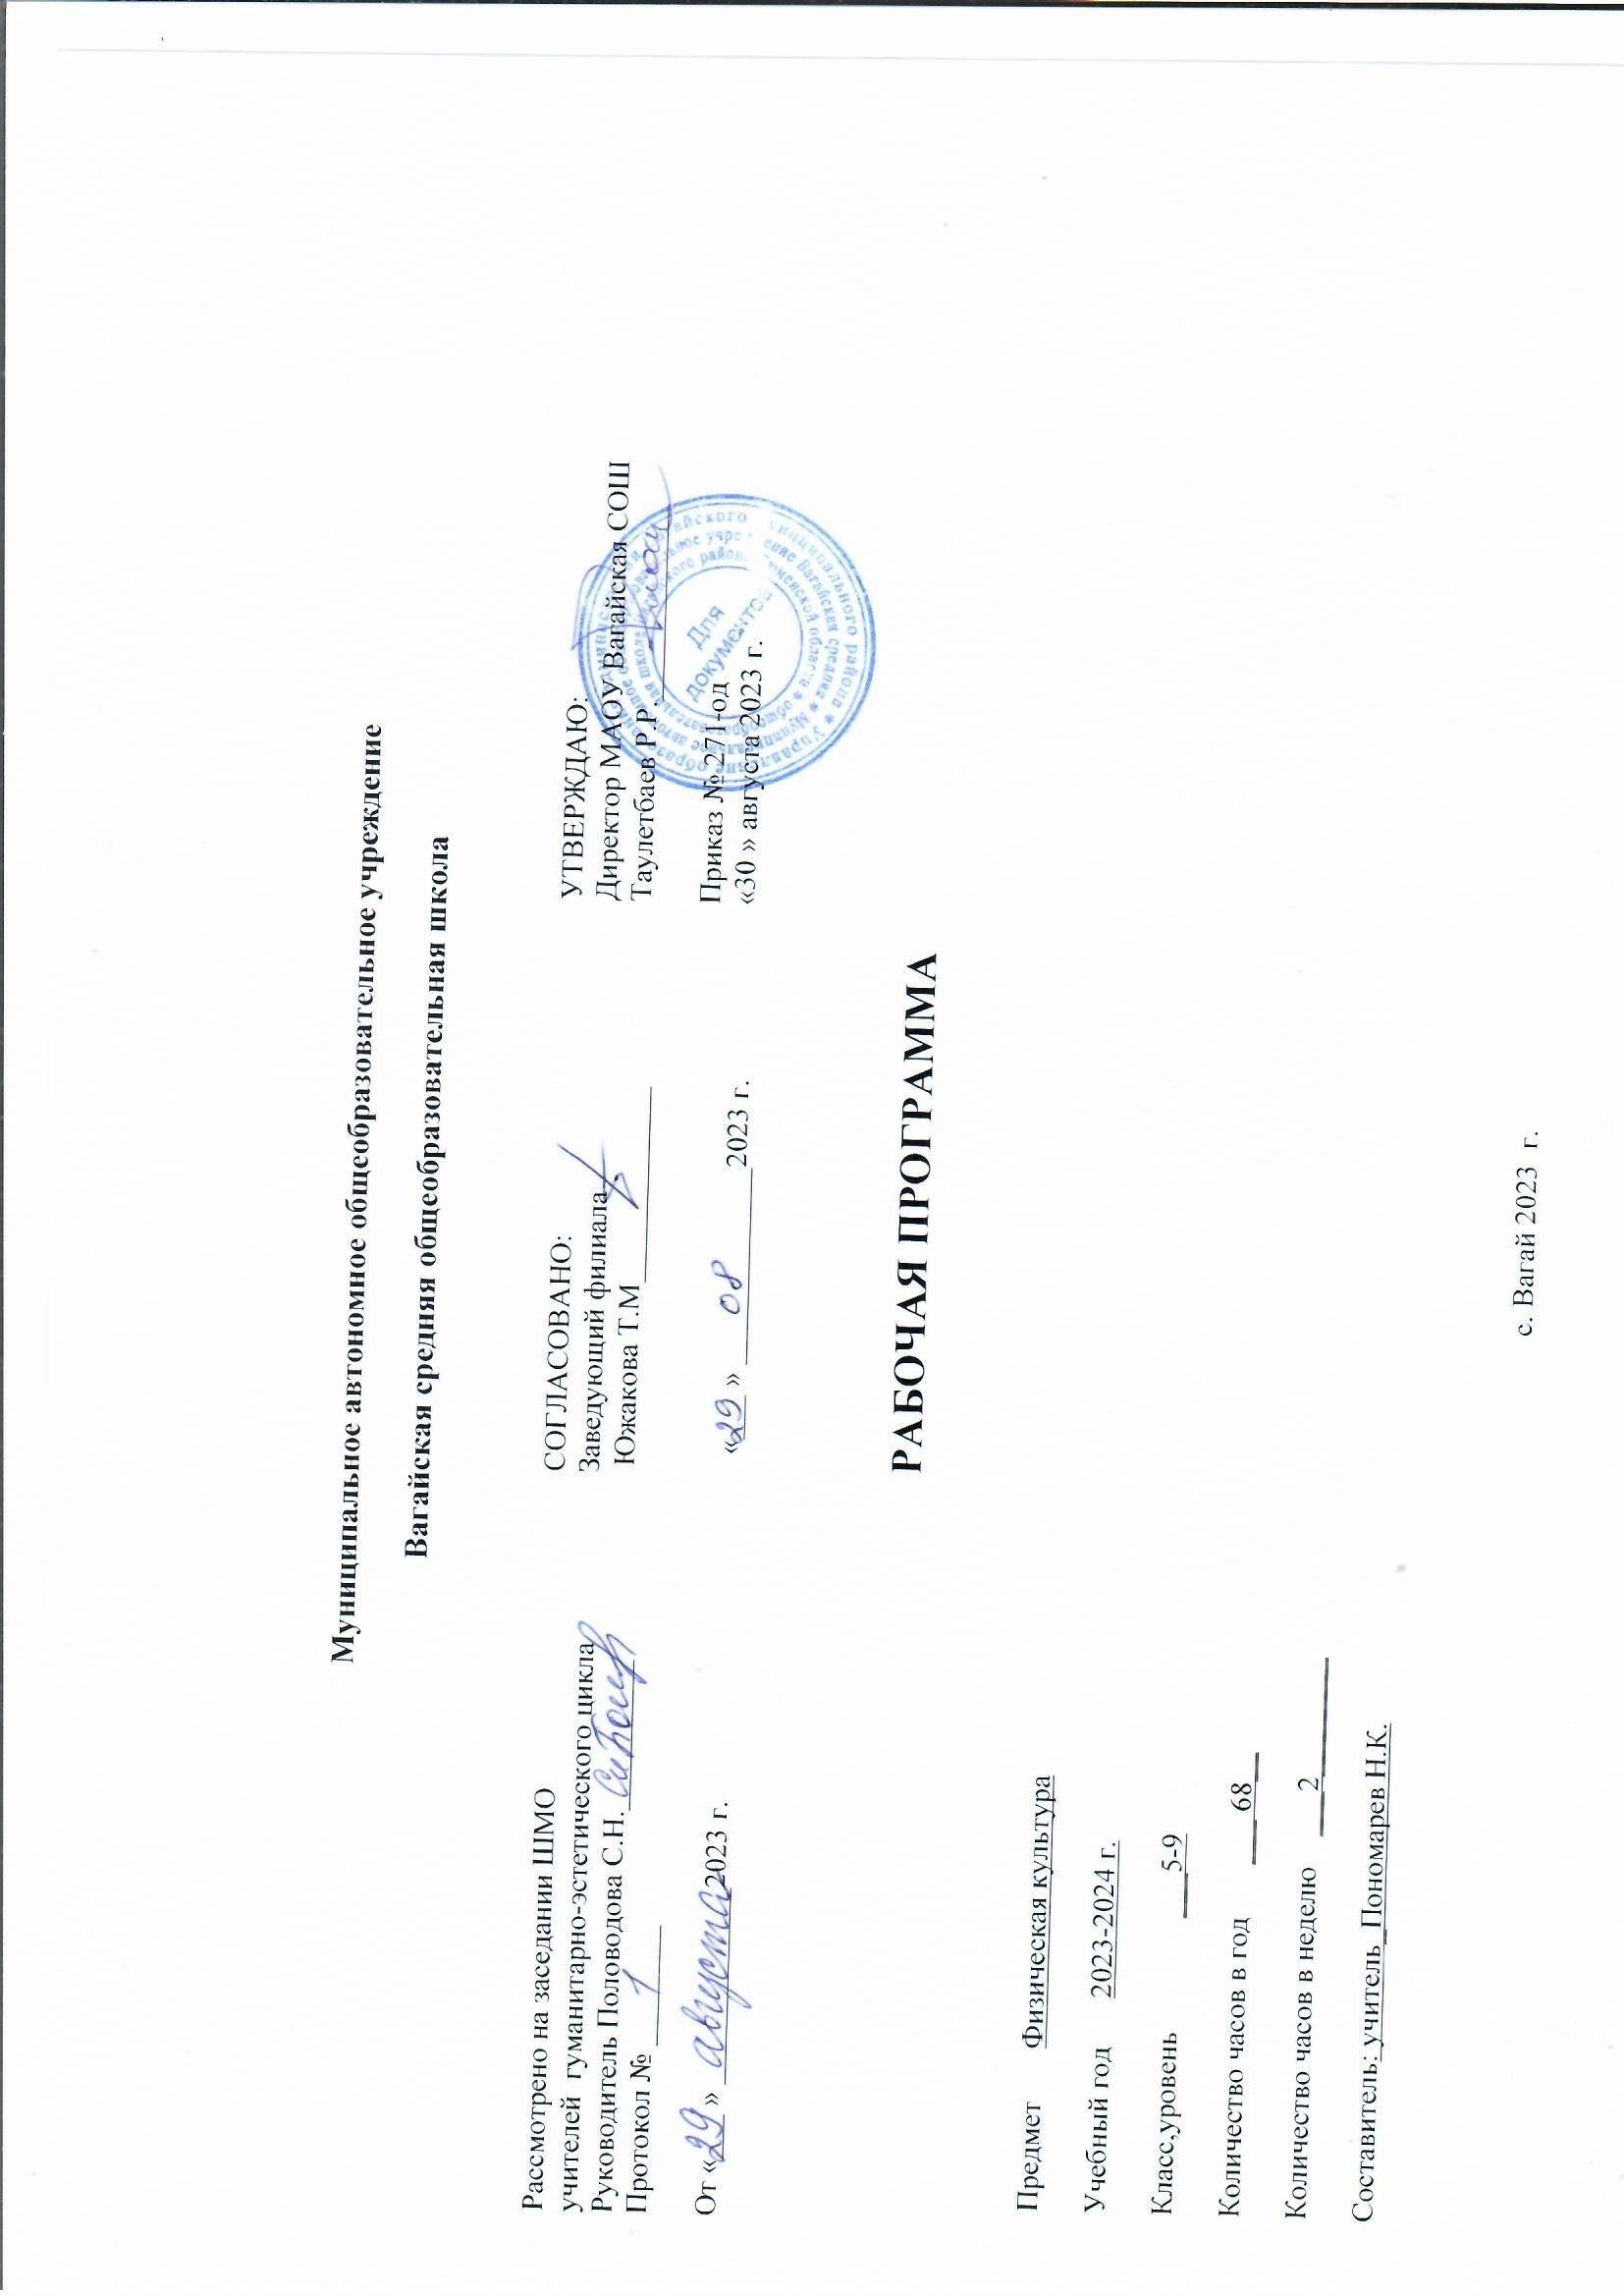 Муниципальное автономное общеобразовательное учреждение
Вагайская средняя общеобразовательная школа
Рассмотрено на заседании ШМО
учителей гуманитарно-эстетического цикла
Руководитель Половодова С.Н.
Протокол № 1
От «29» августа 2023 г.
СОГЛАСОВАНО:
Заведующий филиала
Южакова Т.М
«29 » 08 2023 г.
УТВЕРЖДАЮ:
Директор МАОУ Вагайская СОШ
Таулетбаев Р.Р.
Приказ № 271-од
«30 » августа 2023 г.
Для
документов
РАБОЧАЯ ПРОГРАММА
Предмет Физическая культура
Учебный год 2023-2024 г.
Класс,уровень 5-9
Количество часов в год 68
Количество часов в неделю 2
Составитель: учитель Пономарев Н.К.
с. Вагай 2023 г.